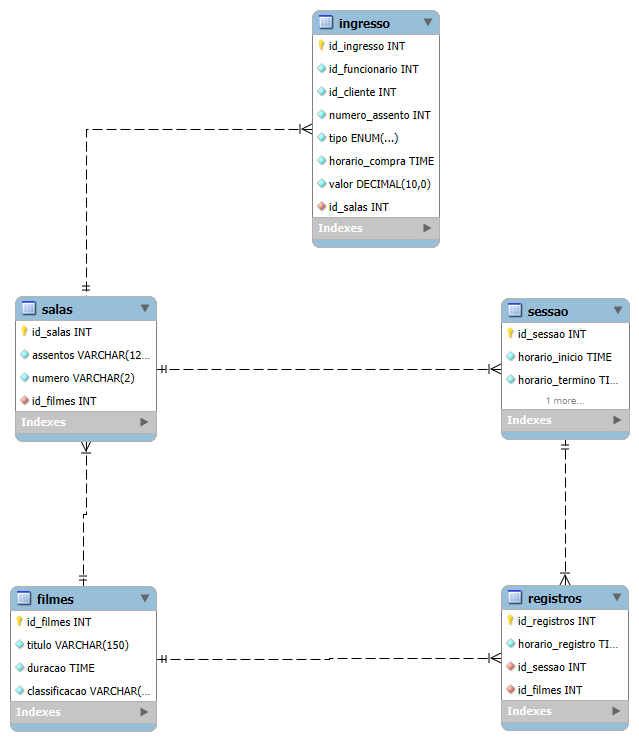 ingresso
id_ingresso INT
id_funcionario INT
id_cliente INT
numero_assento INT
tipo ENUM(...)
horario_compra TIME
valor DECIMAL(10,0)
id_salas INT
Indexes
salas
id_salas INT
assentos VARCHAR(12...
numero VARCHAR(2)
id_filmes INT
Indexes
sessao
id_sessao INT
horario_inicio TIME
horario_termino TI...
1 more...
Indexes
filmes
id_filmes INT
titulo VARCHAR(150)
duracao TIME
classificacao VARCHAR(...
Indexes
registros
id_registros INT
horario_registro TI...
id_sessao INT
id_filmes INT
Indexes